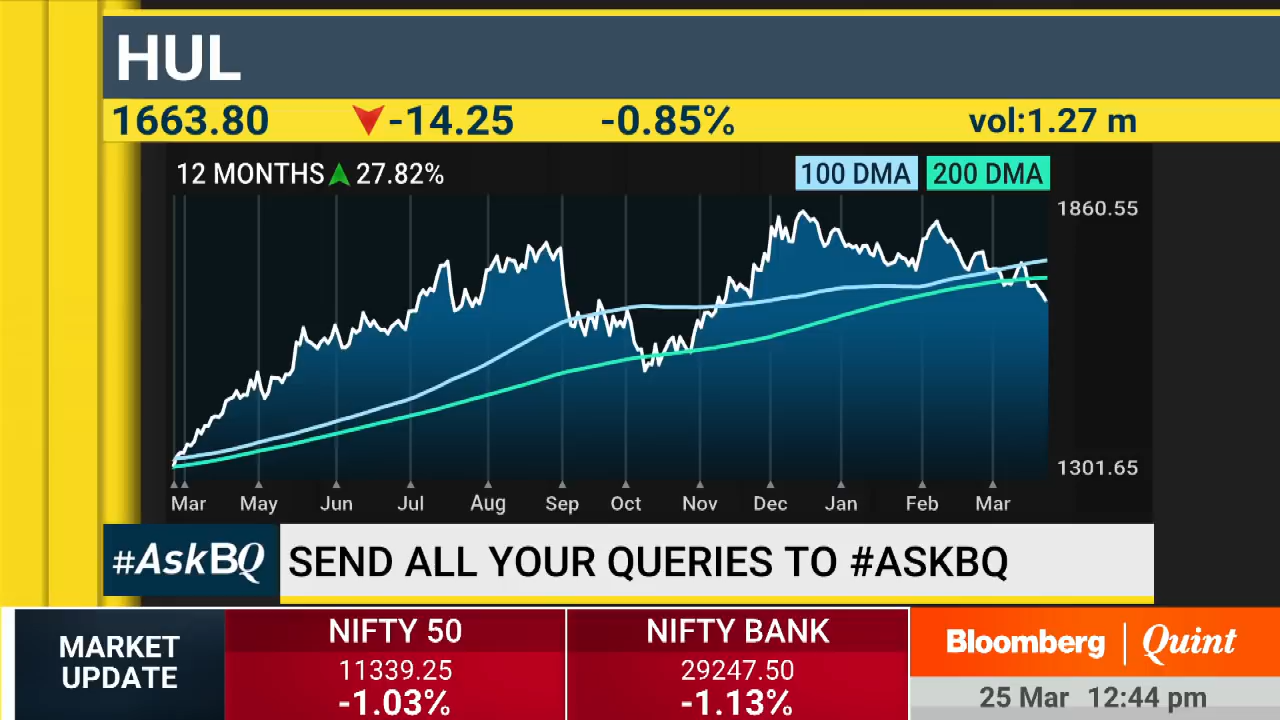 HUL
1663.80 -14.25 -0.85% vol:1.27 m
12 MONTHS 27.82% 100 DMA 200 DMA
1860.55
1301.65
Mar May Jun Jul Aug Sep Oct Nov Dec Jan Feb Mar
#AskBQ SEND ALL YOUR QUERIES TO #ASKBQ
MARKET UPDATE
NIFTY 50
11339.25
-1.03%
NIFTY BANK
29247.50
-1.13%
Bloomberg | Quint
25 Mar 12:44 pm